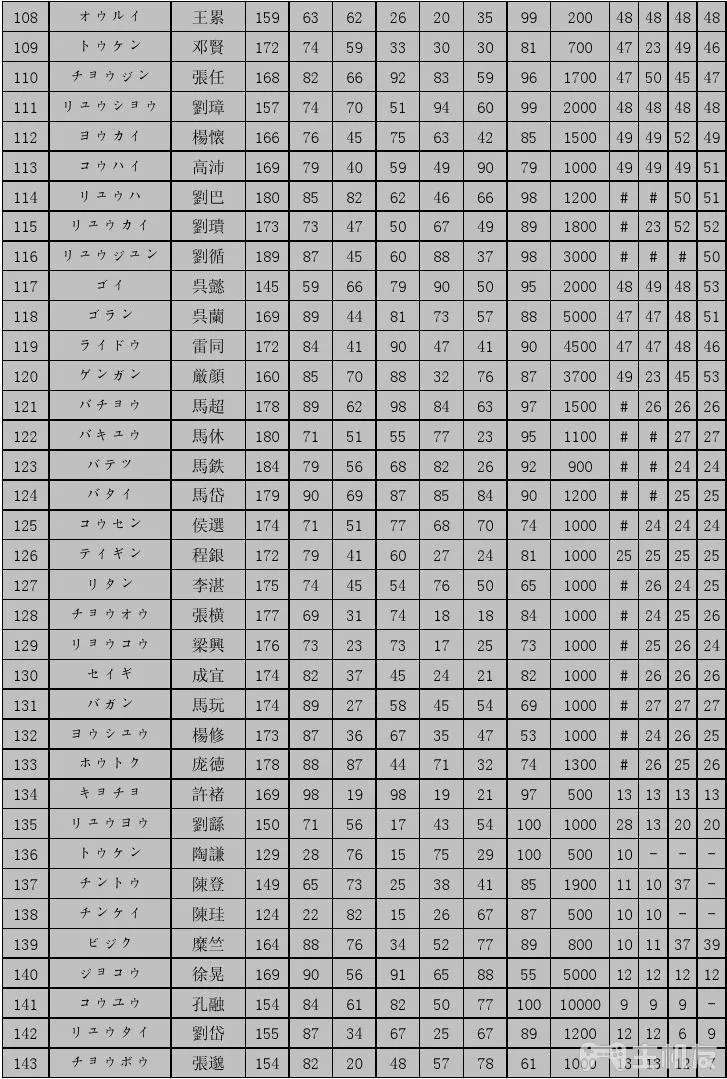 108 オウルイ 王累 159 63 62 26 20 35 99 200 48 48 48 48
109 トウケン 邓賢 172 74 59 33 30 30 81 700 47 23 49 46
110 チヨウジン 張任 168 82 66 92 83 59 96 1700 47 50 45 47
111 リユウシヨウ 劉璋 157 74 70 51 94 60 99 2000 48 48 48 48
112 ヨウカイ 楊懐 166 76 45 75 63 42 85 1500 49 49 52 49
113 コウハイ 高沛 169 79 40 59 49 90 79 1000 49 49 49 51
114 リユウハ 劉巴 180 85 82 62 46 66 98 1200 # # 50 51
115 リユウカイ 劉璝 173 73 47 50 67 49 89 1800 # 23 52 52
116 リユウジユン 劉循 189 87 45 60 88 37 98 3000 # # # 50
117 ゴイ 呉懿 145 59 66 79 90 50 95 2000 48 49 48 53
118 ゴラン 呉蘭 169 89 44 81 73 57 88 5000 47 47 48 51
119 ライドウ 雷同 172 84 41 90 47 41 90 4500 47 47 48 46
120 ゲンガン 厳顔 160 85 70 88 32 76 87 3700 49 23 45 53
121 バチヨウ 馬超 178 89 62 98 84 63 97 1500 # 26 26 26
122 バキユウ 馬休 180 71 51 55 77 23 95 1100 # # 27 27
123 バテツ 馬鉄 184 79 56 68 82 26 92 900 # # 24 24
124 バタイ 馬岱 179 90 69 87 85 84 90 1200 # # 25 25
125 コウセン 侯選 174 71 51 77 68 70 74 1000 # 24 24 24
126 テイギン 程銀 172 79 41 60 27 24 81 1000 25 25 25 25
127 リタン 李湛 175 74 45 54 76 50 65 1000 # 26 24 25
128 チヨウオウ 張横 177 69 31 74 18 18 84 1000 # 24 25 26
129 リヨウコウ 梁興 176 73 23 73 17 25 73 1000 # 25 26 24
130 セイギ 成宜 174 82 37 45 24 21 82 1000 # 26 26 26
131 バガン 馬玩 174 89 27 58 45 54 69 1000 # 27 27 27
132 ヨウシユウ 楊修 173 87 36 67 35 47 53 1000 # 24 26 25
133 ホウトク 庞徳 178 88 87 44 71 32 74 1300 # 26 25 26
134 キヨチヨ 許褚 169 98 19 98 19 21 97 500 13 13 13 13
135 リユウヨウ 劉繇 150 71 56 17 43 54 100 1000 28 13 20 20
136 トウケン 陶謙 129 28 76 15 75 29 100 500 10 - - -
137 チントウ 陳登 149 65 73 25 38 41 85 1900 11 10 37 -
138 チンケイ 陳珪 124 22 82 15 26 67 87 500 10 10 - -
139 ビジク 糜竺 164 88 76 34 52 77 89 800 10 11 37 39
140 ジヨコウ 徐晃 169 90 56 91 65 88 55 5000 12 12 12 12
141 コウユウ 孔融 154 84 61 82 50 77 100 10000 9 9 9 -
142 リユウタイ 劉岱 155 87 34 67 25 67 89 1200 12 12 6 9
143 チヨウボウ 張邈 154 82 20 48 57 78 61 1000 13 13 12 7